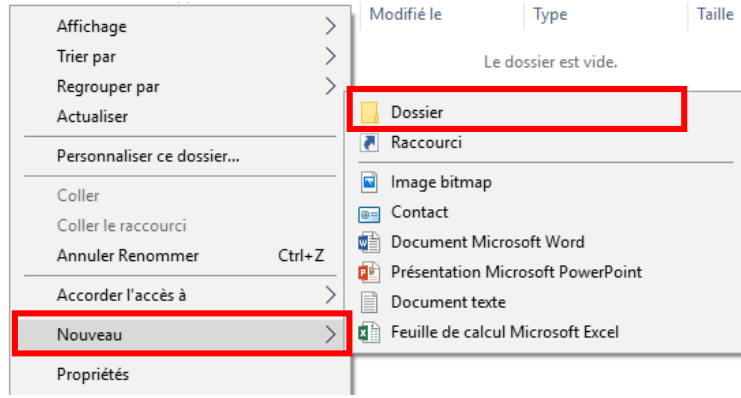 Modifié le Type Taille
Le dossier est vide.
Affichage
Trier par
Regrouper par
Actualiser
Personnaliser ce dossier...
Coller
Coller le raccourci
Annuler Renommer Ctrl+Z
Accorder l'accès à
Nouveau
Propriétés
Dossier
Raccourci
Image bitmap
Contact
Document Microsoft Word
Présentation Microsoft PowerPoint
Document texte
Feuille de calcul Microsoft Excel